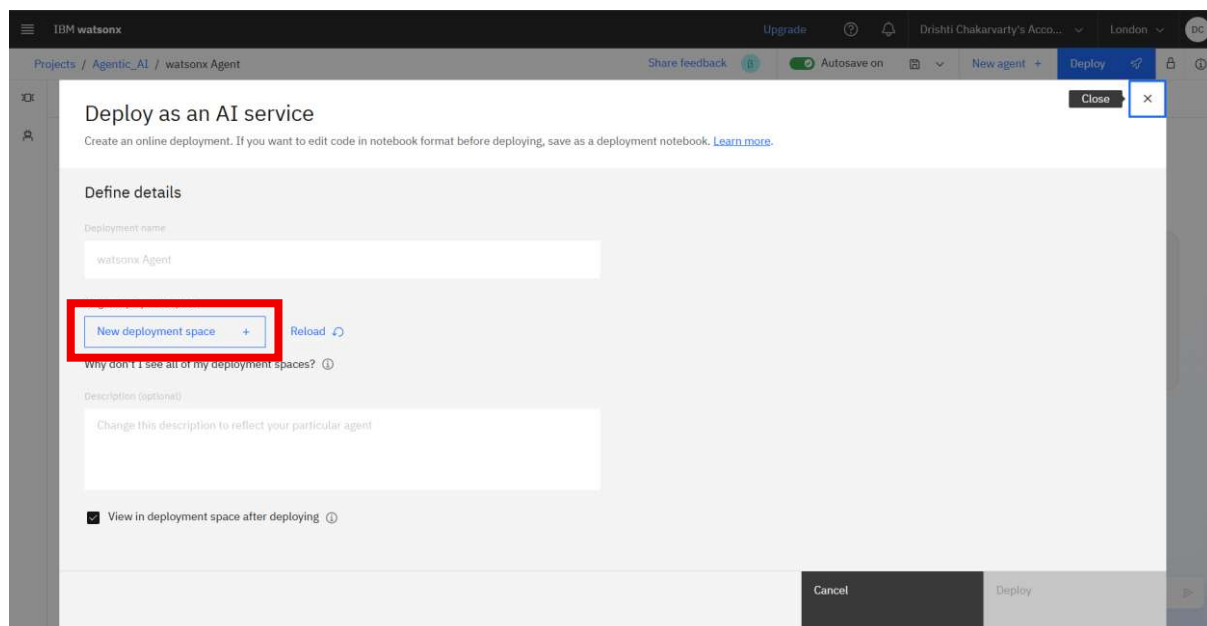 IBM watsonx
Upgrade
Drishti Chakarvarty's Acco...
London
DC
Projects / Agentic_AI / watsonx Agent
Share feedback
Autosave on
New agent +
Deploy
Close
Deploy as an AI service
Create an online deployment. If you want to edit code in notebook format before deploying, save as a deployment notebook. Learn more.
Define details
Deployment name
watsonx Agent
New deployment space +
Reload
Why don't I see all of my deployment spaces?
Description (optional)
Change this description to reflect your particular agent
View in deployment space after deploying
Cancel
Deploy